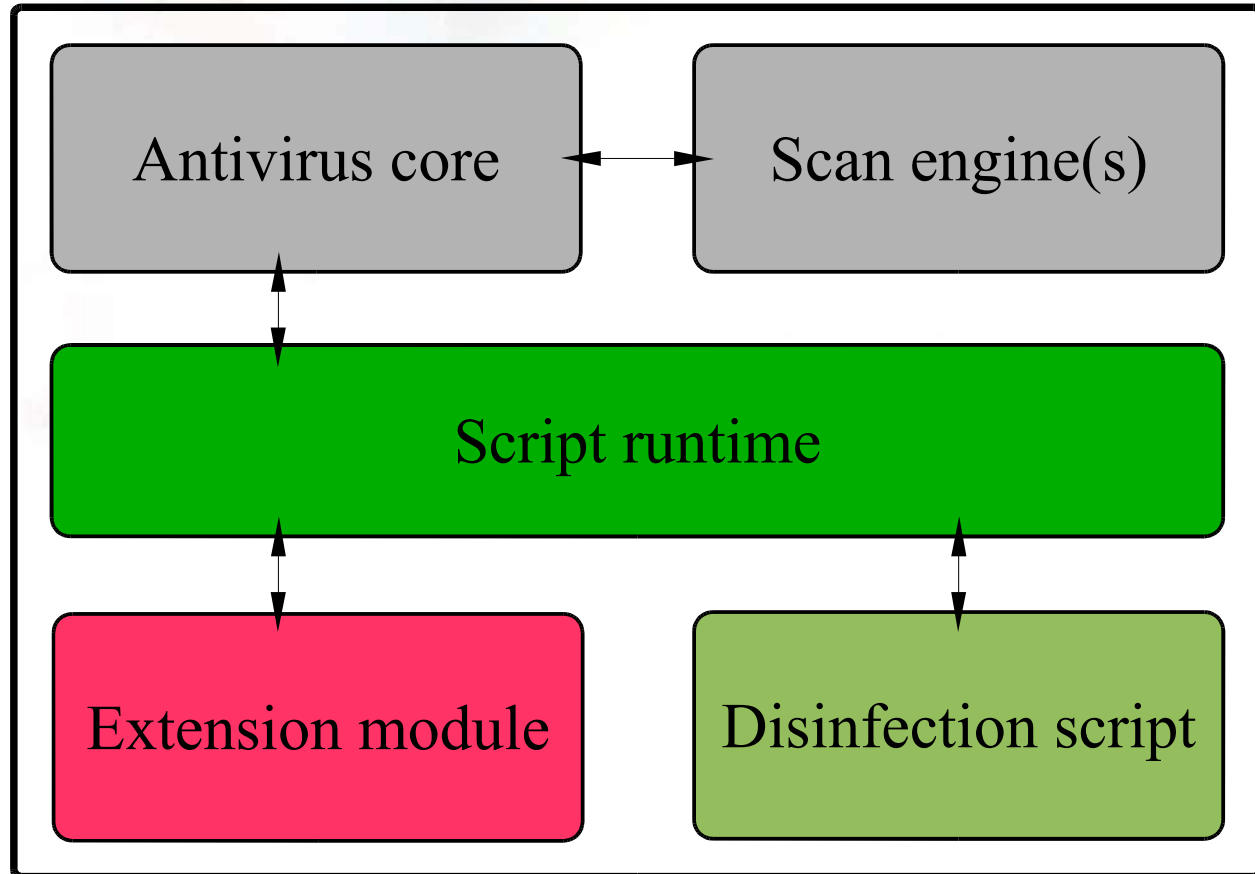 Antivirus core
Scan engine(s)
Script runtime
Extension module
Disinfection script